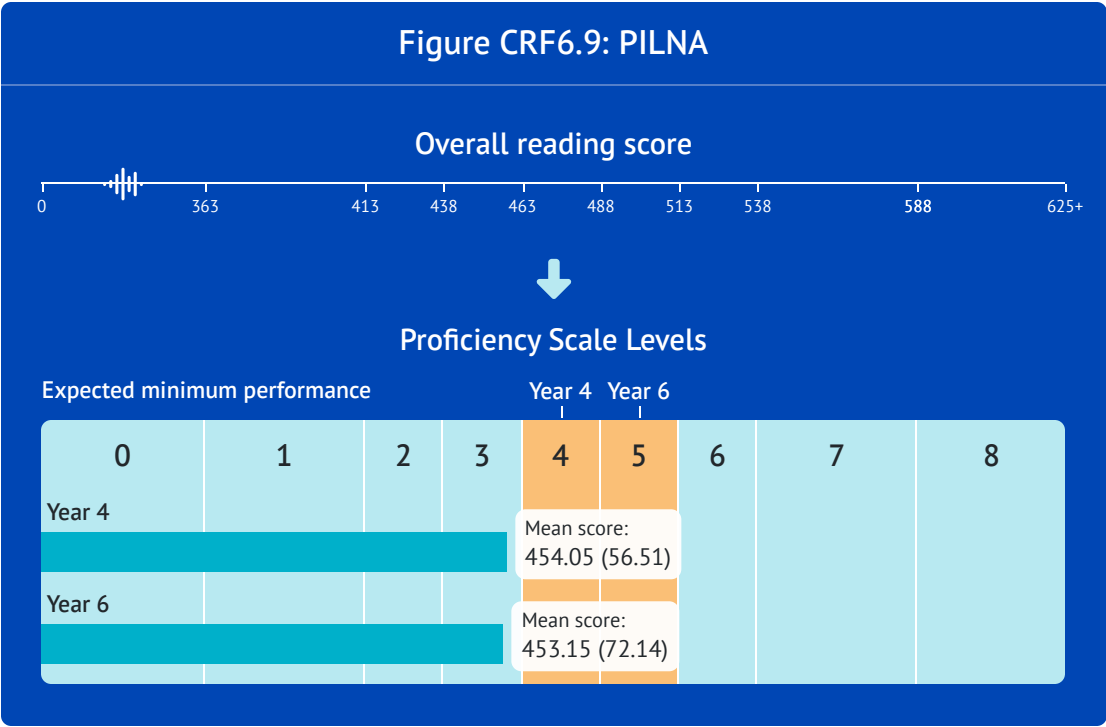 Figure CRF6.9: PILNA
Overall reading score
0 363 413 438 463 488 513 538 588 625+
Proficiency Scale Levels
Expected minimum performance Year 4 Year 6
0 1 2 3 4 5 6 7 8
Year 4
Mean score:
454.05 (56.51)
Year 6
Mean score:
453.15 (72.14)